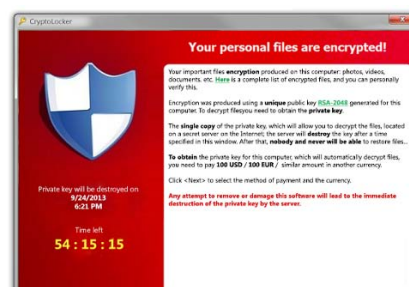 CryptoLocker
Your personal files are encrypted!
Your important files encryption produced on this computer: photos, videos,
documents, etc. Here is a complete list of encrypted files, and you can personally
verify this.
Encryption was produced using a unique public key RSA-2048 generated for this
computer. To decrypt files you need to obtain the private key.
The single copy of the private key, which will allow you to decrypt the files, located
on a secret server on the Internet; the server will destroy the key after a time
specified in this window. After that, nobody and never will be able to restore files...
To obtain the private key for this computer, which will automatically decrypt files,
you need to pay 100 USD / 100 EUR / similar amount in another currency.
Click «Next» to select the method of payment and the currency.
Any attempt to remove or damage this software will lead to the immediate
destruction of the private key by the server.
Private key will be destroyed on
9/24/2013
6:21 PM
Time left
54 : 15 : 15